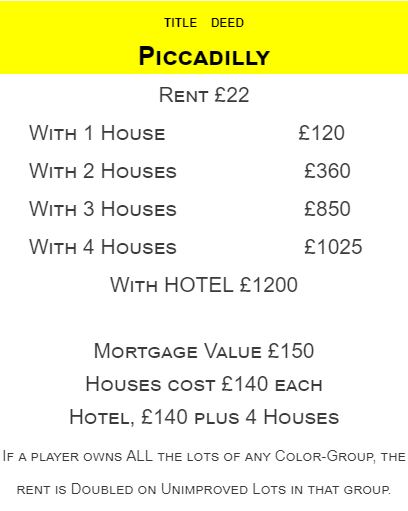 TITLE DEED
PICCADILLY
RENT £22
WITH 1 HOUSE £120
WITH 2 HOUSES £360
WITH 3 HOUSES £850
WITH 4 HOUSES £1025
WITH HOTEL £1200
MORTGAGE VALUE £150
HOUSES COST £140 EACH
HOTEL, £140 PLUS 4 HOUSES
IF A PLAYER OWNS ALL THE LOTS OF ANY COLOR-GROUP, THE
RENT IS DOUBLED ON UNIMPROVED LOTS IN THAT GROUP.